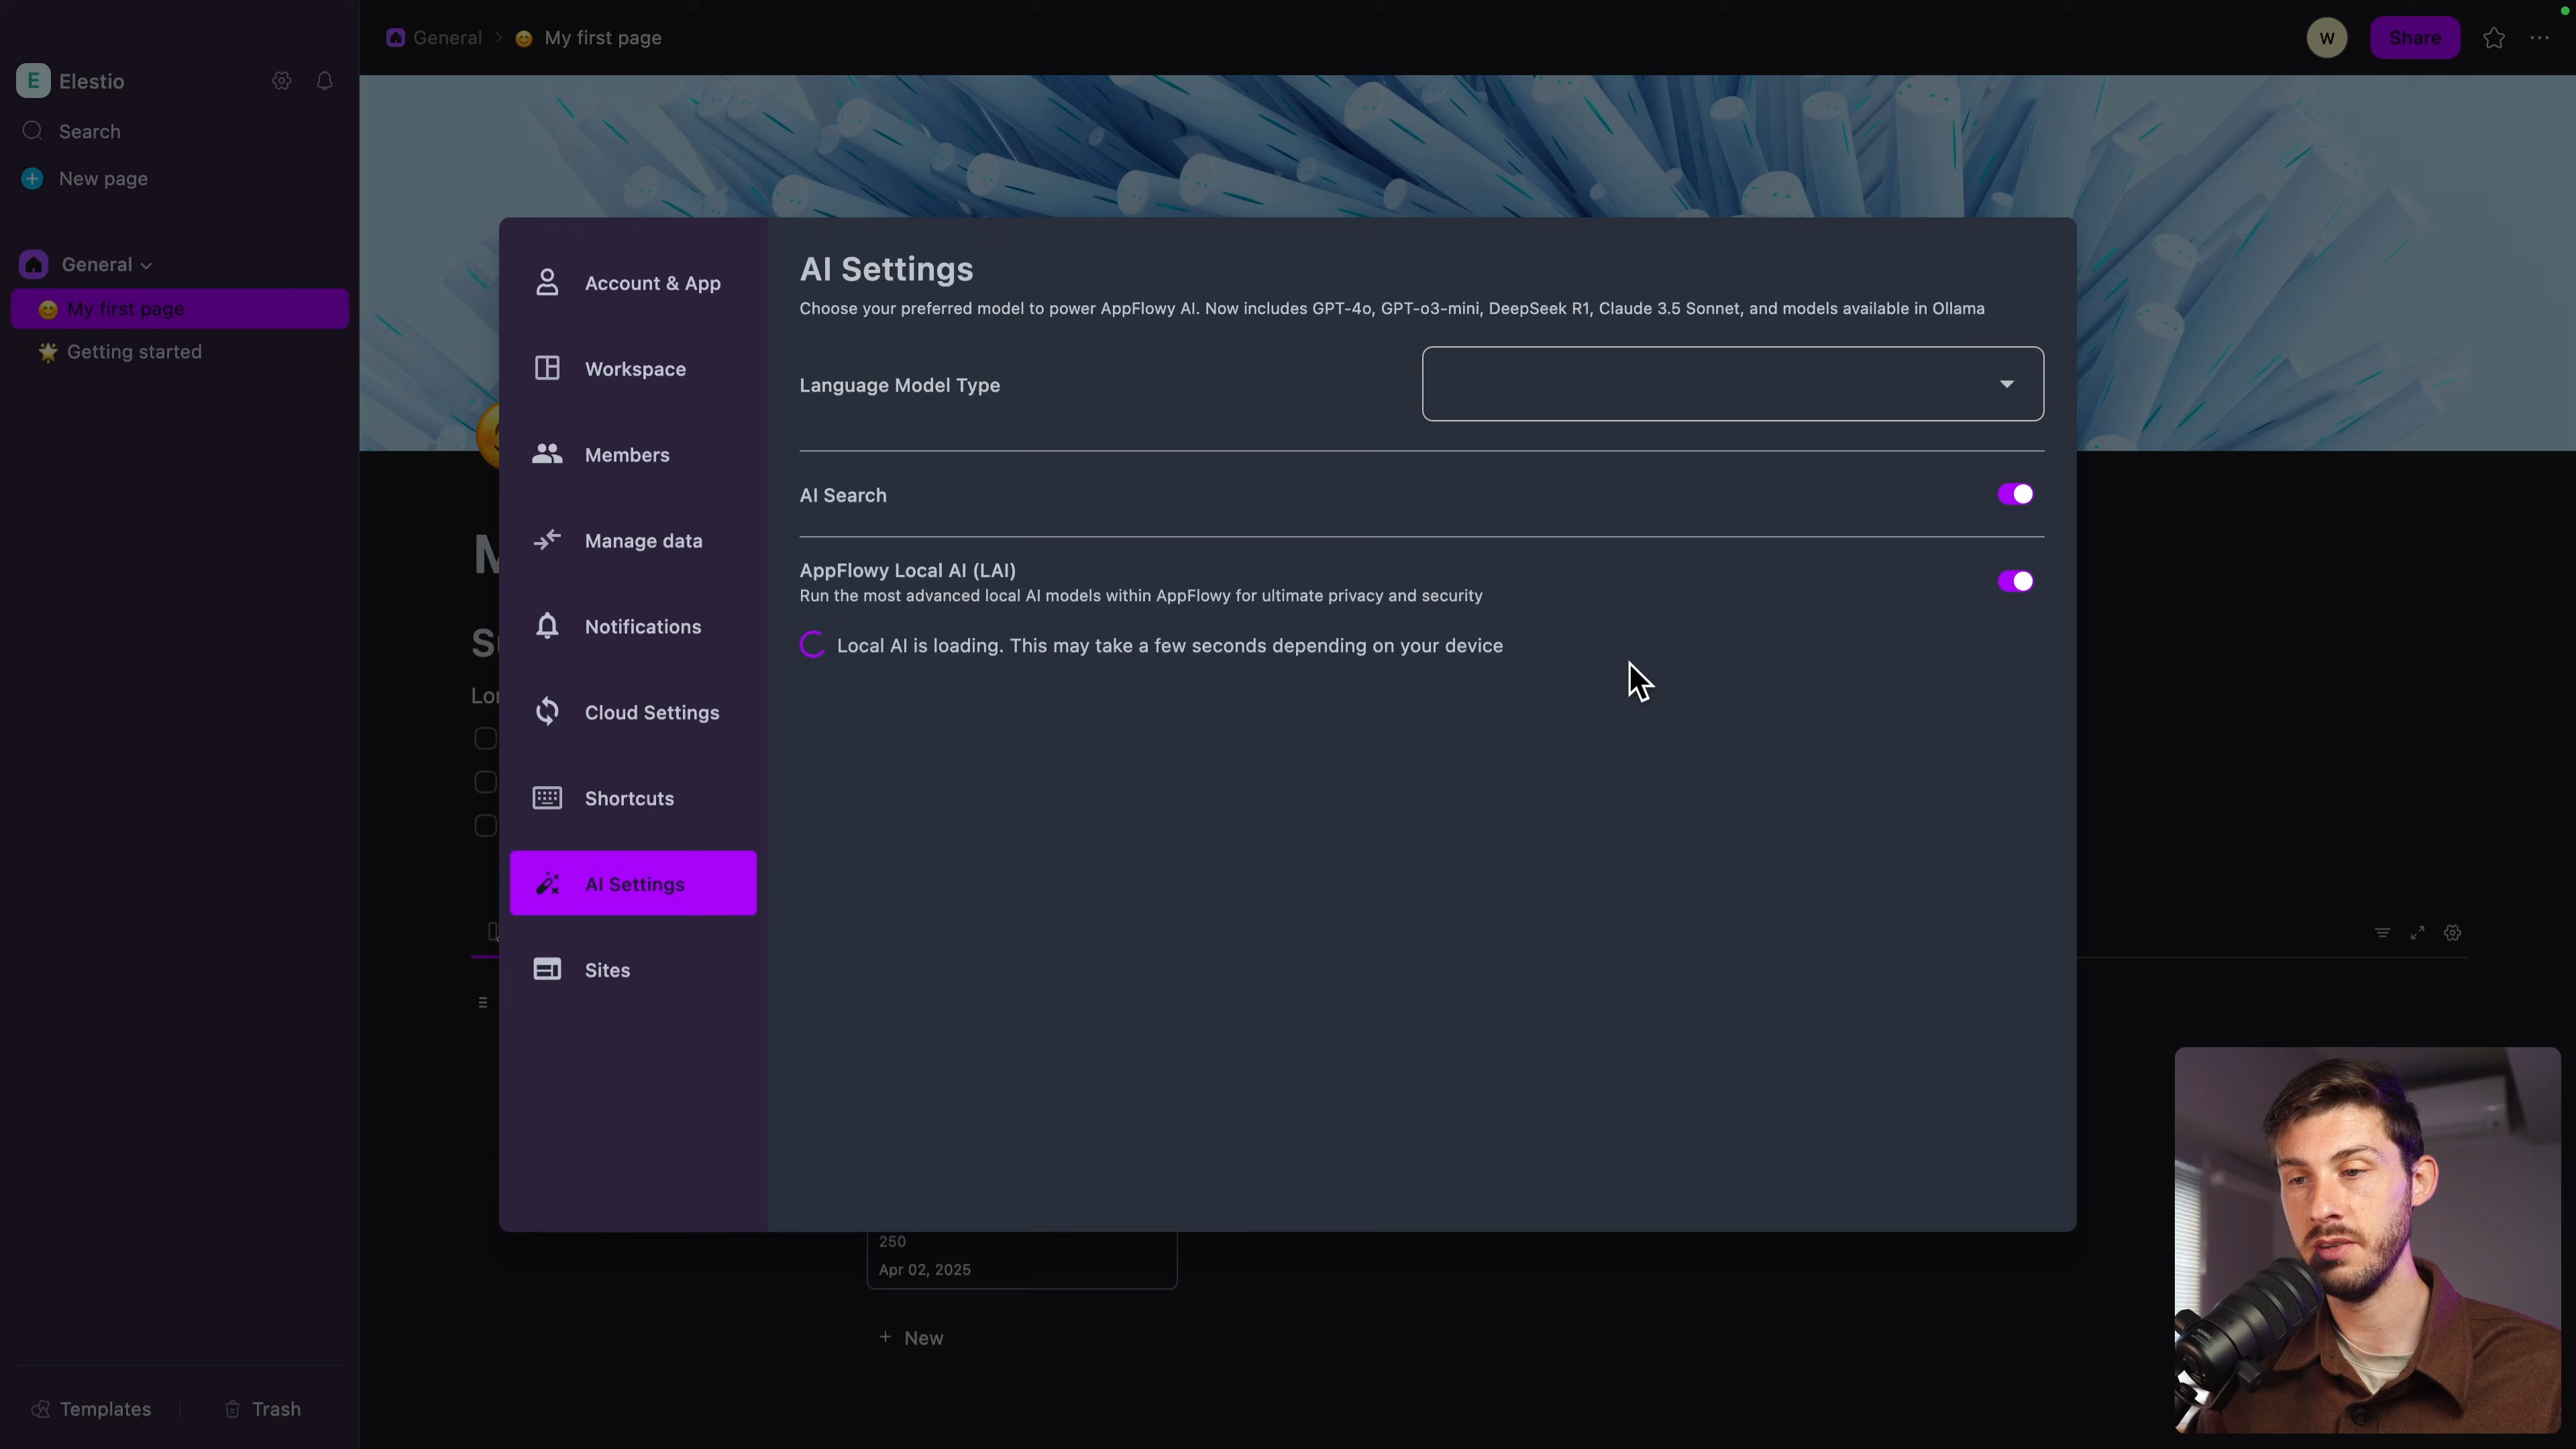 General > My first page
W
Share
E Elestio
Search
New page
General
My first page
Getting started
Templates
Trash
Account & App
Workspace
Members
Manage data
Notifications
Cloud Settings
Shortcuts
AI Settings
Sites
AI Settings
Choose your preferred model to power AppFlowy AI. Now includes GPT-4o, GPT-o3-mini, DeepSeek R1, Claude 3.5 Sonnet, and models available in Ollama
Language Model Type
AI Search
AppFlowy Local AI (LAI)
Run the most advanced local AI models within AppFlowy for ultimate privacy and security
Local AI is loading. This may take a few seconds depending on your device
250
Apr 02, 2025
+ New